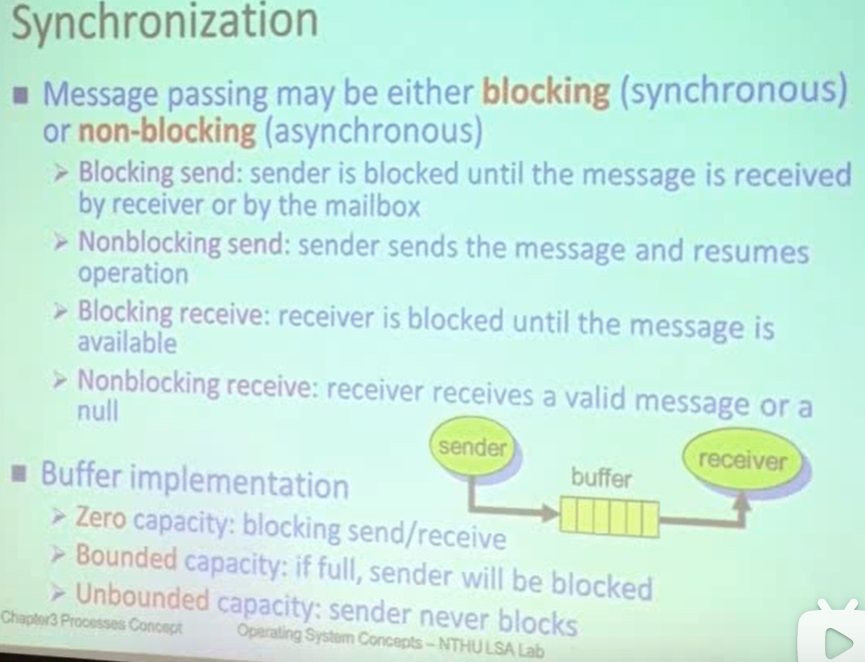 Synchronization
■ Message passing may be either blocking (synchronous)
or non-blocking (asynchronous)
➢ Blocking send: sender is blocked until the message is received
by receiver or by the mailbox
➢ Nonblocking send: sender sends the message and resumes
operation
➢ Blocking receive: receiver is blocked until the message is
available
➢ Nonblocking receive: receiver receives a valid message or a
null
sender
receiver
buffer
■ Buffer implementation
➢ Zero capacity: blocking send/receive
➢ Bounded capacity: if full, sender will be blocked
➢ Unbounded capacity: sender never blocks
Chapter3 Processes Concept
Operating System Concepts – NTHU LSA Lab